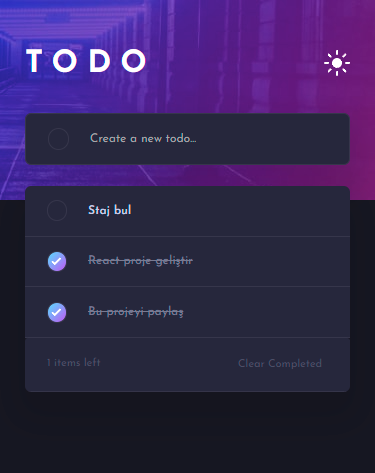 TODO
Create a new todo...
Staj bul
React proje geliştir
Bu projeyi paylaş
1 items left
Clear Completed